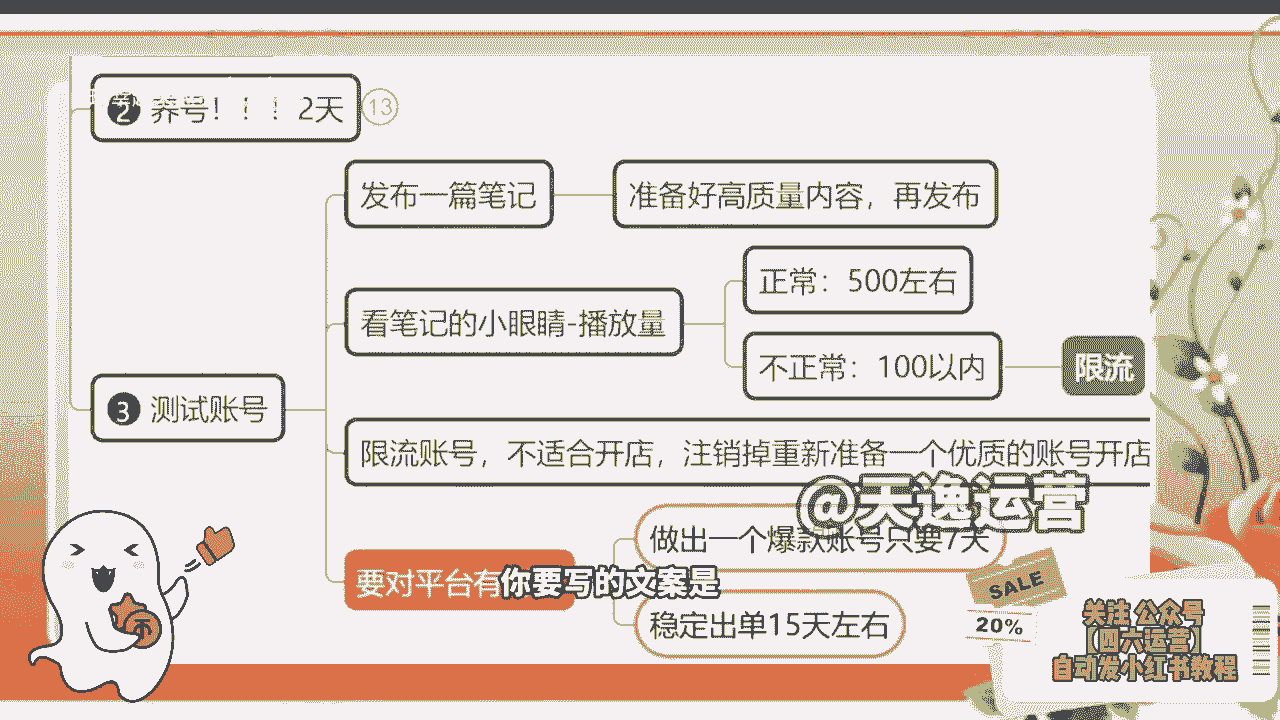 2 养号！！！ 2天
13
发布一篇笔记
准备好高质量内容，再发布
正常：500左右
看笔记的小眼睛-播放量
不正常：100以内
限流
3 测试账号
限流账号，不适合开店，注销掉重新准备一个优质的账号开店
@天逸运营
做出一个爆款账号只要7天
要对平台有
你要写的文案是
稳定出单15天左右
SALE
20%
关注 公众号
【四六运营】
自动发小红书教程